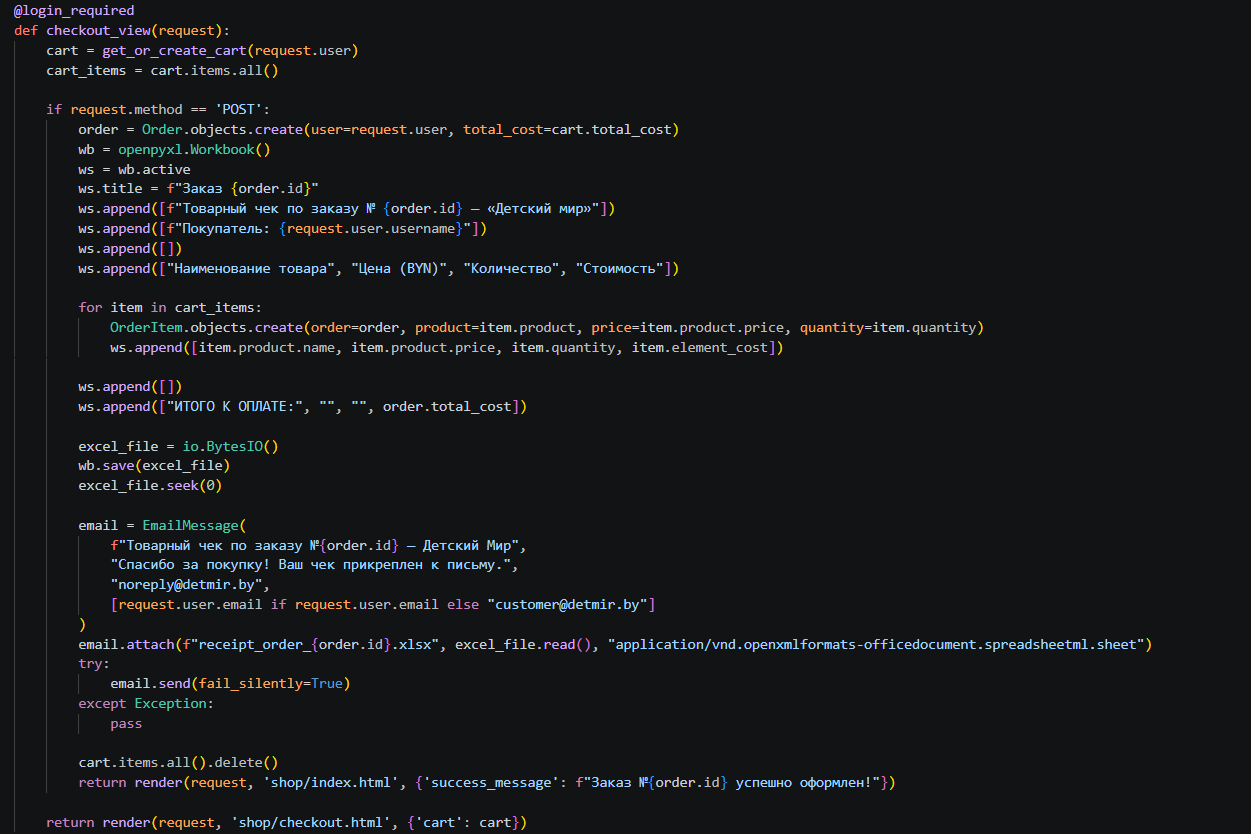 @login_required
def checkout_view(request):
    cart = get_or_create_cart(request.user)
    cart_items = cart.items.all()

    if request.method == 'POST':
        order = Order.objects.create(user=request.user, total_cost=cart.total_cost)
        wb = openpyxl.Workbook()
        ws = wb.active
        ws.title = f"Заказ {order.id}"
        ws.append([f"Товарный чек по заказу № {order.id} — «Детский мир»"])
        ws.append([f"Покупатель: {request.user.username}"])
        ws.append([])
        ws.append(["Наименование товара", "Цена (BYN)", "Количество", "Стоимость"])

        for item in cart_items:
            OrderItem.objects.create(order=order, product=item.product, price=item.product.price, quantity=item.quantity)
            ws.append([item.product.name, item.product.price, item.quantity, item.element_cost])

        ws.append([])
        ws.append(["ИТОГО К ОПЛАТЕ:", "", "", order.total_cost])

        excel_file = io.BytesIO()
        wb.save(excel_file)
        excel_file.seek(0)

        email = EmailMessage(
            f"Товарный чек по заказу №{order.id} — Детский Мир",
            "Спасибо за покупку! Ваш чек прикреплен к письму.",
            "noreply@detmir.by",
            [request.user.email if request.user.email else "customer@detmir.by"]
        )
        email.attach(f"receipt_order_{order.id}.xlsx", excel_file.read(), "application/vnd.openxmlformats-officedocument.spreadsheetml.sheet")
        try:
            email.send(fail_silently=True)
        except Exception:
            pass

        cart.items.all().delete()
        return render(request, 'shop/index.html', {'success_message': f"Заказ №{order.id} успешно оформлен!"})

    return render(request, 'shop/checkout.html', {'cart': cart})